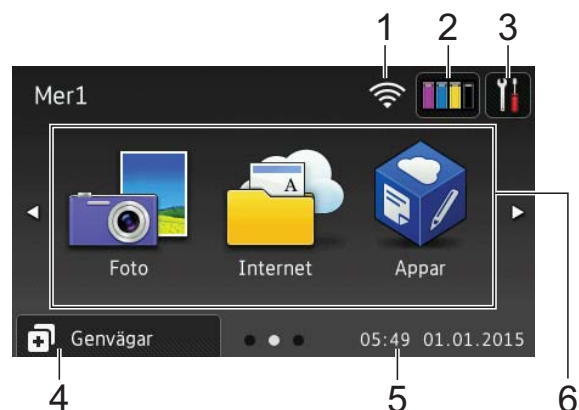 1 2 3
Mer1
A
Foto Internet Appar
Genvägar 05:49 01.01.2015
4 5 6